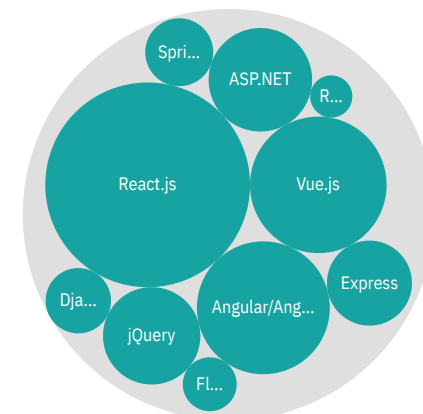 Spri...
ASP.NET
R...
React.js
Vue.js
Express
Dja...
Angular/Ang...
jQuery
Fl...